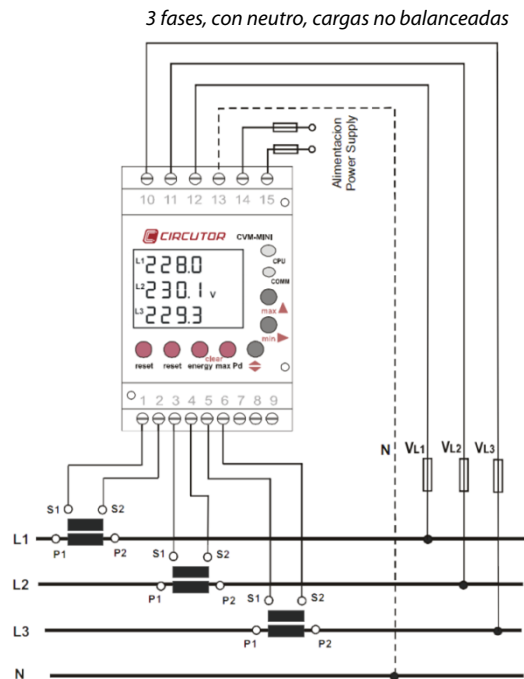 3 fases, con neutro, cargas no balanceadas
Alimentacion
Power Supply
10 11 12 13 14 15
CIRCUTOR CVM-MINI
L1 228.0
CPU
L2 230.1 v
COMM
L3 229.3
max
min
clear
reset reset energy max Pd
1 2 3 4 5 6 7 8 9
N VL1 VL2 VL3
S1 S2
L1
P1 P2
S1 S2
L2
P1 P2
S1 S2
L3
P1 P2
N